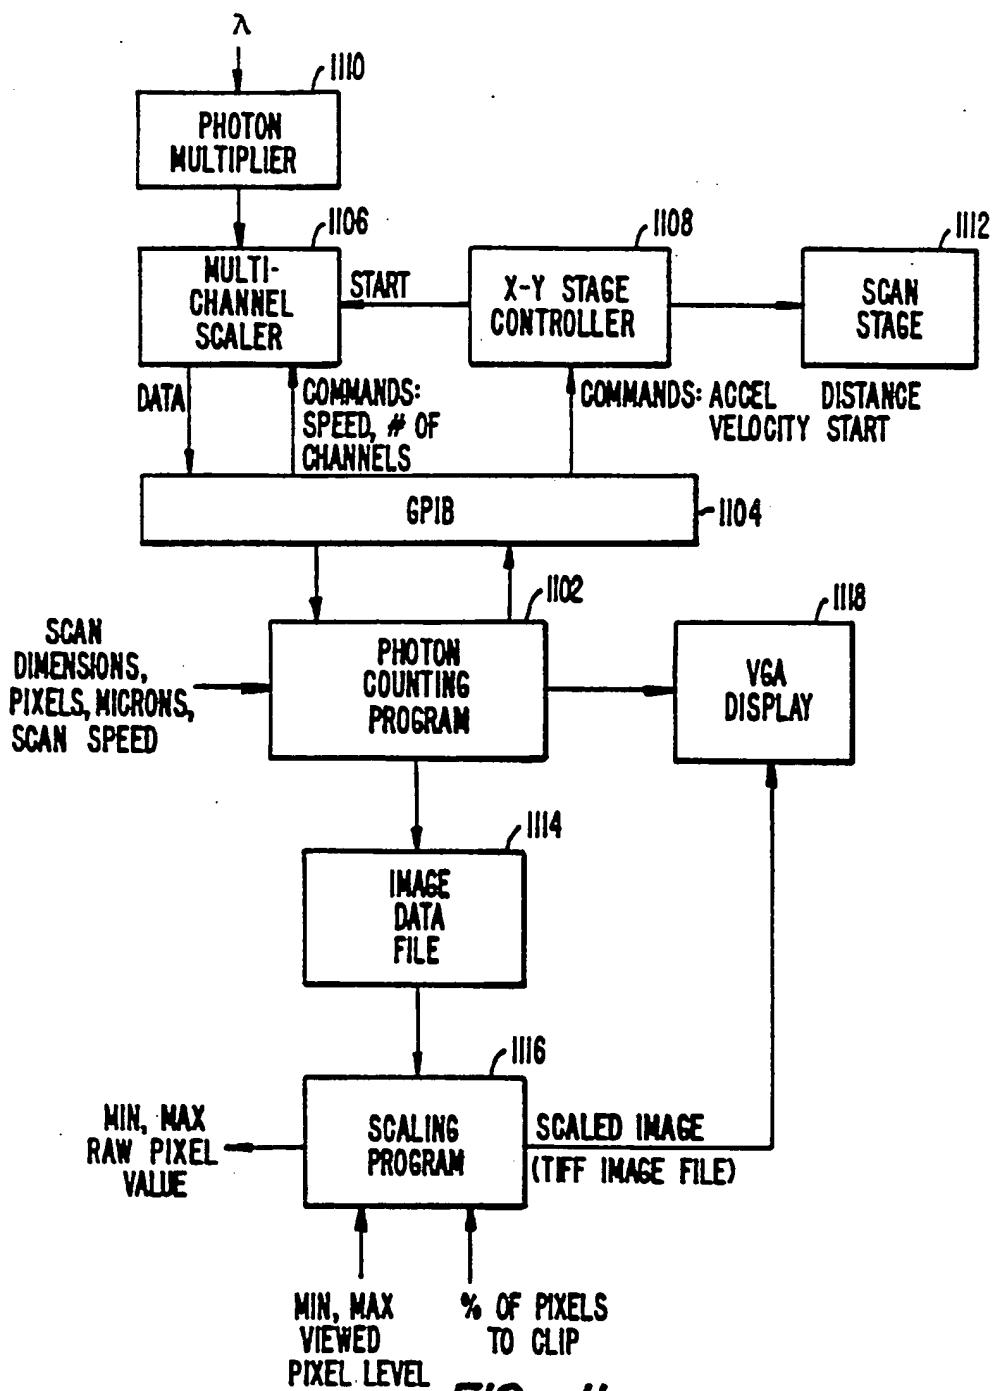 λ
1110
PHOTON
MULTIPLIER
1106
MULTI-
CHANNEL
SCALER
START
1108
X-Y STAGE
CONTROLLER
1112
SCAN
STAGE
DATA
COMMANDS:
SPEED, # OF
CHANNELS
COMMANDS: ACCEL DISTANCE
VELOCITY START
GPIB
1104
1102
SCAN
DIMENSIONS,
PIXELS, MICRONS,
SCAN SPEED
PHOTON
COUNTING
PROGRAM
1118
VGA
DISPLAY
1114
IMAGE
DATA
FILE
1116
SCALING
PROGRAM
MIN, MAX
RAW PIXEL
VALUE
SCALED IMAGE
(TIFF IMAGE FILE)
MIN, MAX
VIEWED
PIXEL LEVEL
% OF PIXELS
TO CLIP